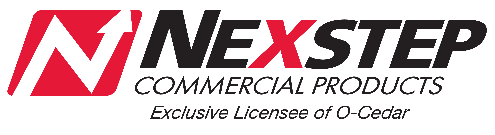 NEXSTEP
COMMERCIAL PRODUCTS
Exclusive Licensee of O-Cedar